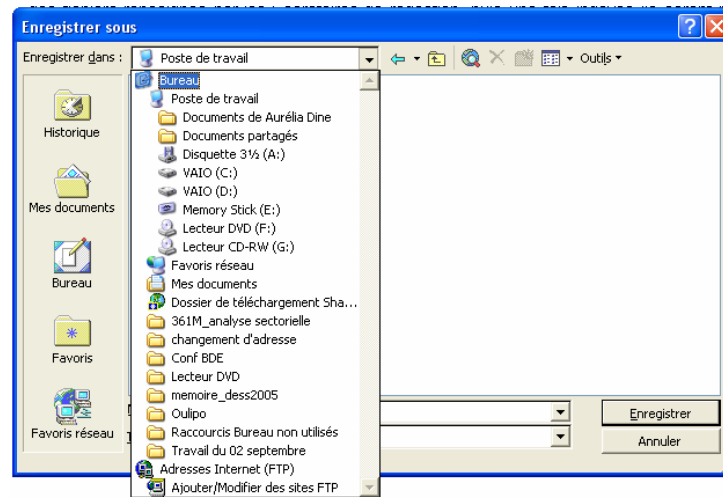 Enregistrer sous
Enregistrer dans :
Poste de travail
Outils
Historique
Mes documents
Bureau
Favoris
Favoris réseau
Bureau
Poste de travail
Documents de Aurélia Dine
Documents partagés
Disquette 3½ (A:)
VAIO (C:)
VAIO (D:)
Memory Stick (E:)
Lecteur DVD (F:)
Lecteur CD-RW (G:)
Favoris réseau
Mes documents
Dossier de téléchargement Sha...
361M_analyse sectorielle
changement d'adresse
Conf BDE
Lecteur DVD
memoire_dess2005
Oulipo
Raccourcis Bureau non utilisés
Travail du 02 septembre
Adresses Internet (FTP)
Ajouter/Modifier des sites FTP
Enregistrer
Annuler